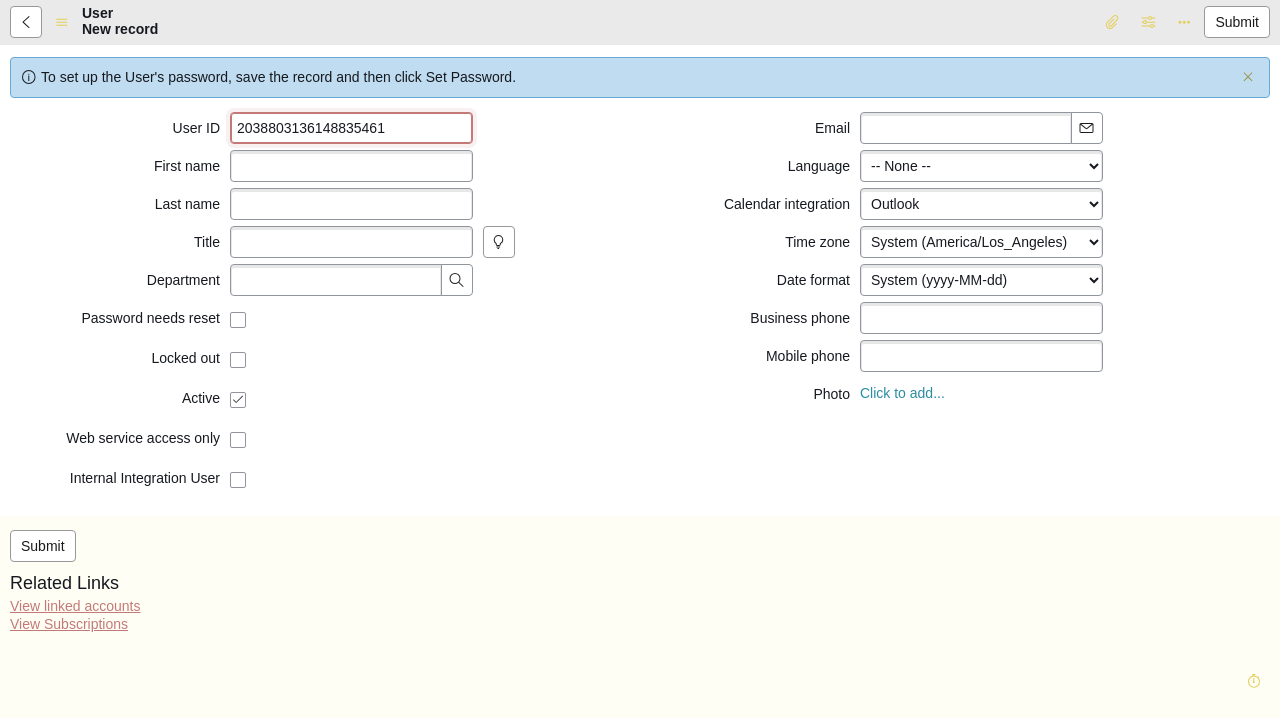 User
New record
Submit
To set up the User's password, save the record and then click Set Password.
User ID
2038803136148835461
First name
Last name
Title
Department
Password needs reset
Locked out
Active
Web service access only
Internal Integration User
Email
Language
-- None --
Calendar integration
Outlook
Time zone
System (America/Los_Angeles)
Date format
System (yyyy-MM-dd)
Business phone
Mobile phone
Photo
Click to add...
Submit
Related Links
View linked accounts
View Subscriptions